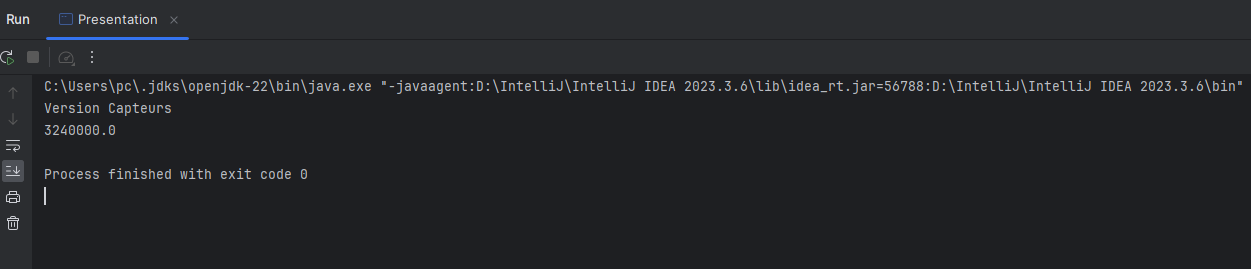 Run Presentation
C:\Users\pc\.jdks\openjdk-22\bin\java.exe "-javaagent:D:\IntelliJ\IntelliJ IDEA 2023.3.6\lib\idea_rt.jar=56788:D:\IntelliJ\IntelliJ IDEA 2023.3.6\bin"
Version Capteurs
3240000.0
Process finished with exit code 0